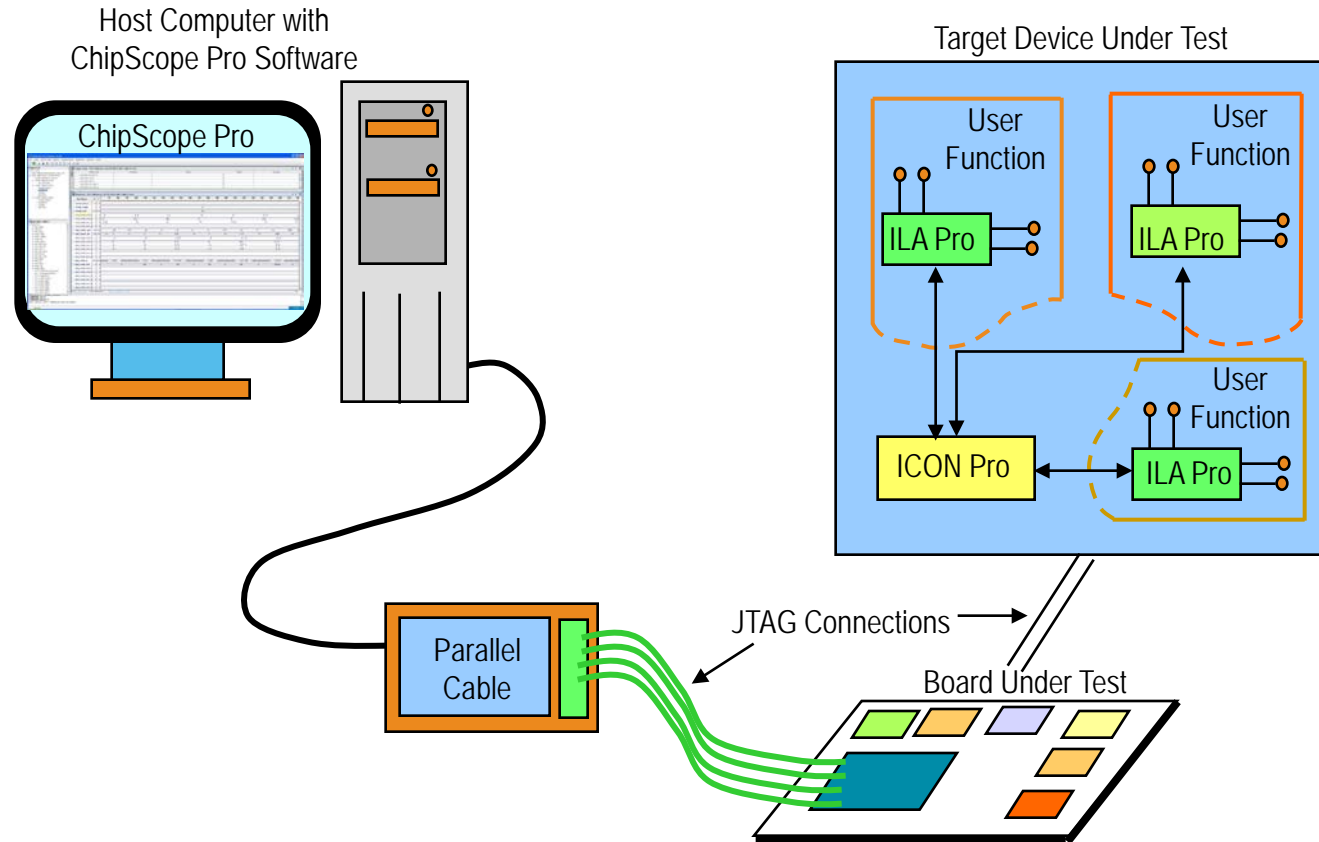 Host Computer with
ChipScope Pro Software
Target Device Under Test
ChipScope Pro
User
Function
ILA Pro
User
Function
ILA Pro
User
Function
ILA Pro
ICON Pro
JTAG Connections
Parallel
Cable
Board Under Test